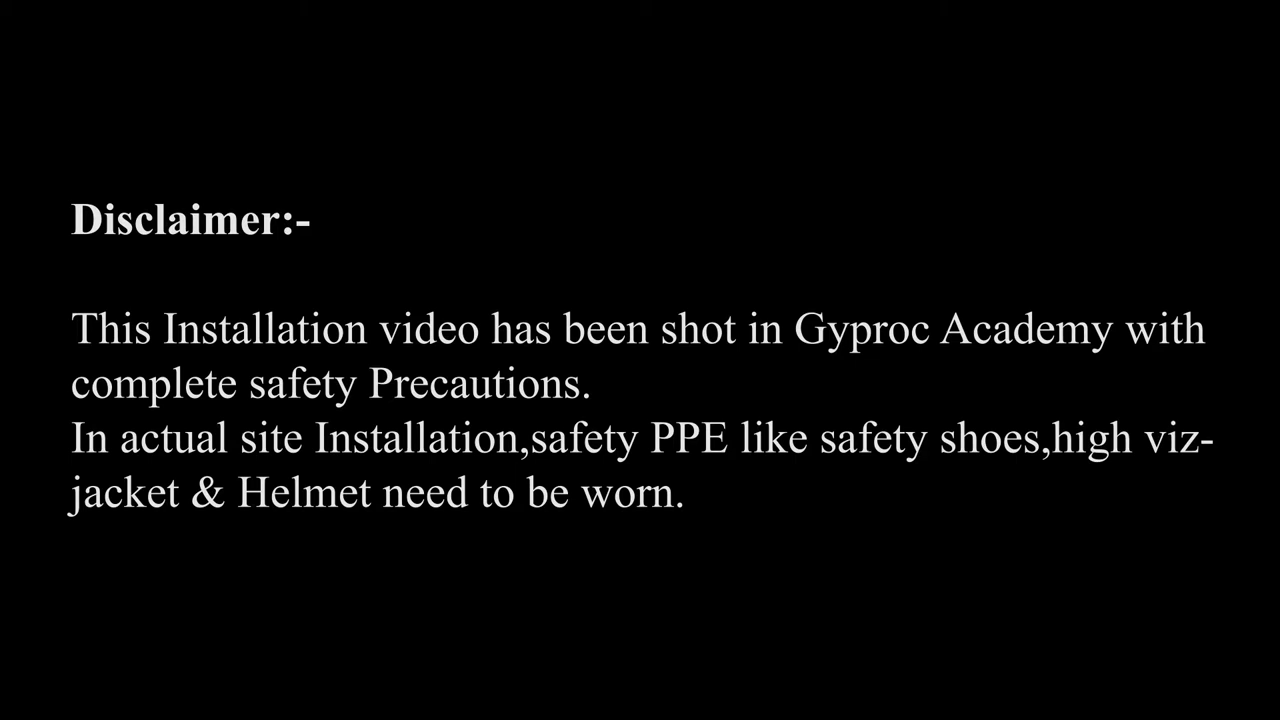 Disclaimer:-
This Installation video has been shot in Gyproc Academy with
complete safety Precautions.
In actual site Installation,safety PPE like safety shoes,high viz-
jacket & Helmet need to be worn.